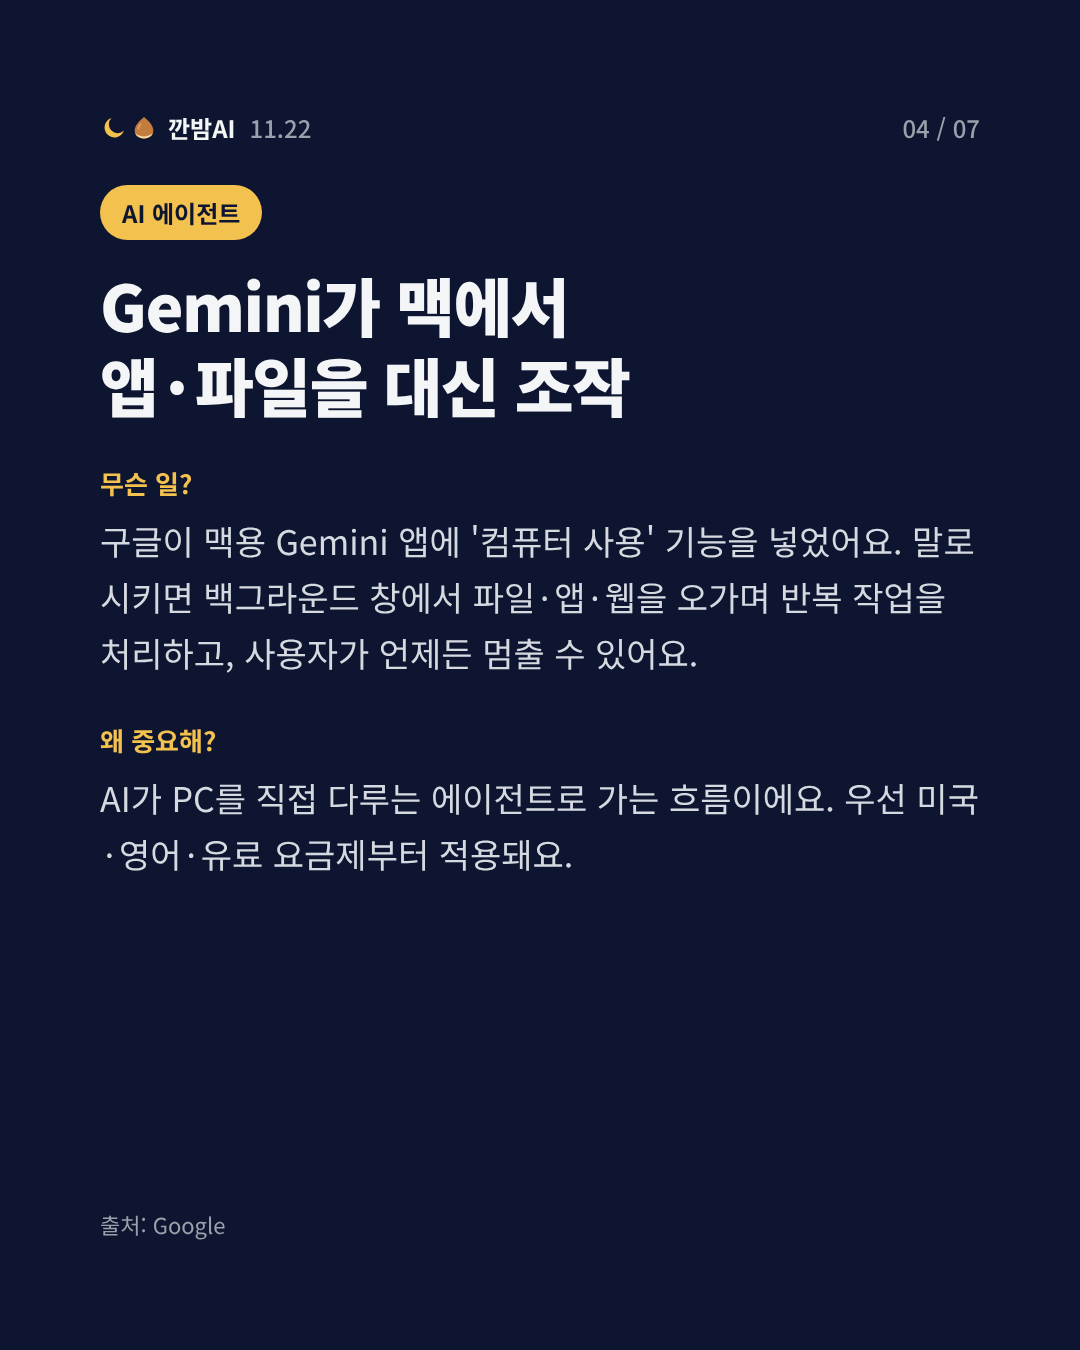 깐밤AI 11.22
04 / 07
AI 에이전트
Gemini가 맥에서
앱·파일을 대신 조작
무슨 일?
구글이 맥용 Gemini 앱에 '컴퓨터 사용' 기능을 넣었어요. 말로
시키면 백그라운드 창에서 파일·앱·웹을 오가며 반복 작업을
처리하고, 사용자가 언제든 멈출 수 있어요.
왜 중요해?
AI가 PC를 직접 다루는 에이전트로 가는 흐름이에요. 우선 미국
·영어·유료 요금제부터 적용돼요.
출처: Google